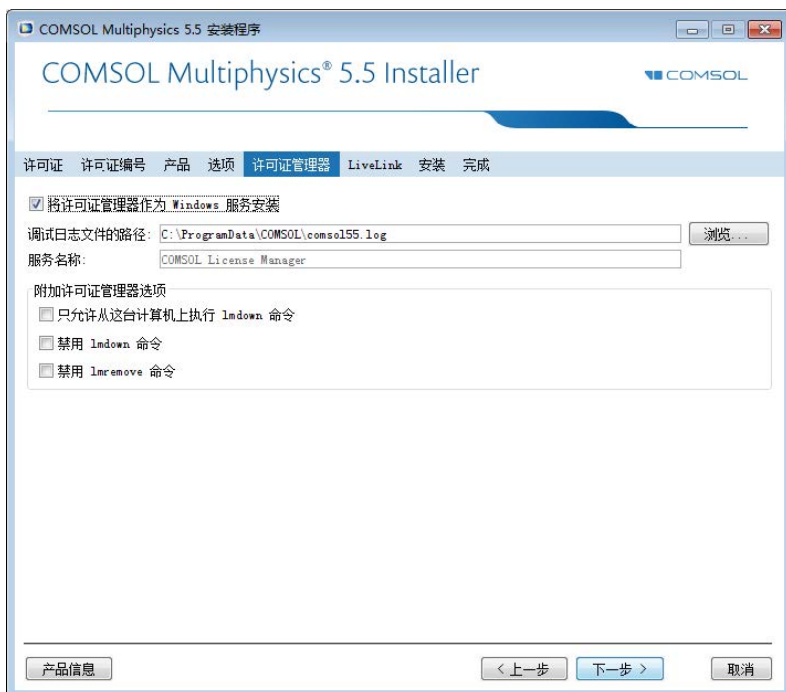 COMSOL Multiphysics 5.5 安装程序
COMSOL Multiphysics® 5.5 Installer
COMSOL
许可证 许可证编号 产品 选项 许可证管理器 LiveLink 安装 完成
将许可证管理器作为 Windows 服务安装
调试日志文件的路径: C:\ProgramData\COMSOL\comsol55.log 浏览...
服务名称: COMSOL License Manager
附加许可证管理器选项
只允许从这台计算机上执行 lmdown 命令
禁用 lmdown 命令
禁用 lmremove 命令
产品信息 < 上一步 下一步 > 取消